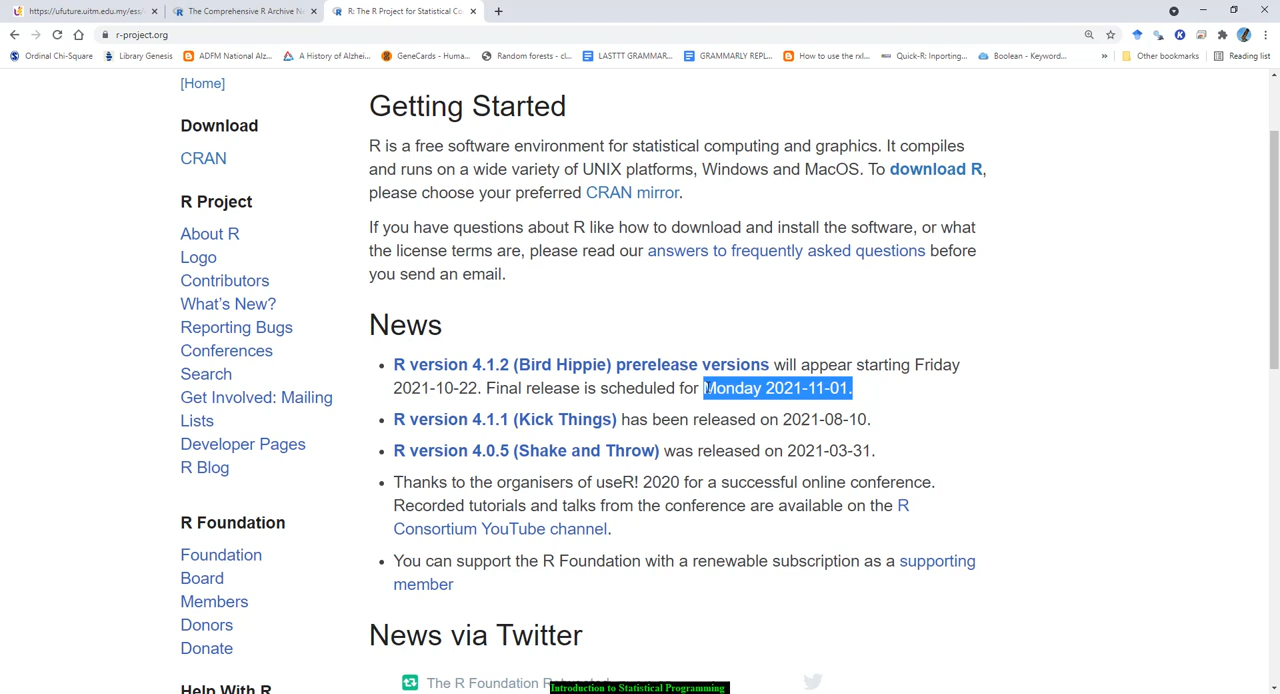 https://ufuture.uitm.edu.my/ess/
The Comprehensive R Archive N
R: The R Project for Statistical Co
r-project.org
Ordinal Chi-Square
Library Genesis
ADFM National Alz...
A History of Alzhei...
GeneCards - Huma...
Random forests - cl...
LASTTT GRAMMAR...
GRAMMARLY REPL...
How to use the rxl...
Quick-R: Inporting...
Boolean - Keyword...
Other bookmarks
Reading list
[Home]
Download
CRAN
R Project
About R
Logo
Contributors
What's New?
Reporting Bugs
Conferences
Search
Get Involved: Mailing
Lists
Developer Pages
R Blog
R Foundation
Foundation
Board
Members
Donors
Donate
Help With R
Getting Started
R is a free software environment for statistical computing and graphics. It compiles
and runs on a wide variety of UNIX platforms, Windows and MacOS. To download R,
please choose your preferred CRAN mirror.
If you have questions about R like how to download and install the software, or what
the license terms are, please read our answers to frequently asked questions before
you send an email.
News
• R version 4.1.2 (Bird Hippie) prerelease versions will appear starting Friday
2021-10-22. Final release is scheduled for Monday 2021-11-01.
• R version 4.1.1 (Kick Things) has been released on 2021-08-10.
• R version 4.0.5 (Shake and Throw) was released on 2021-03-31.
• Thanks to the organisers of useR! 2020 for a successful online conference.
Recorded tutorials and talks from the conference are available on the R
Consortium YouTube channel.
• You can support the R Foundation with a renewable subscription as a supporting
member
News via Twitter
The R Foundation
Introduction to Statistical Programming